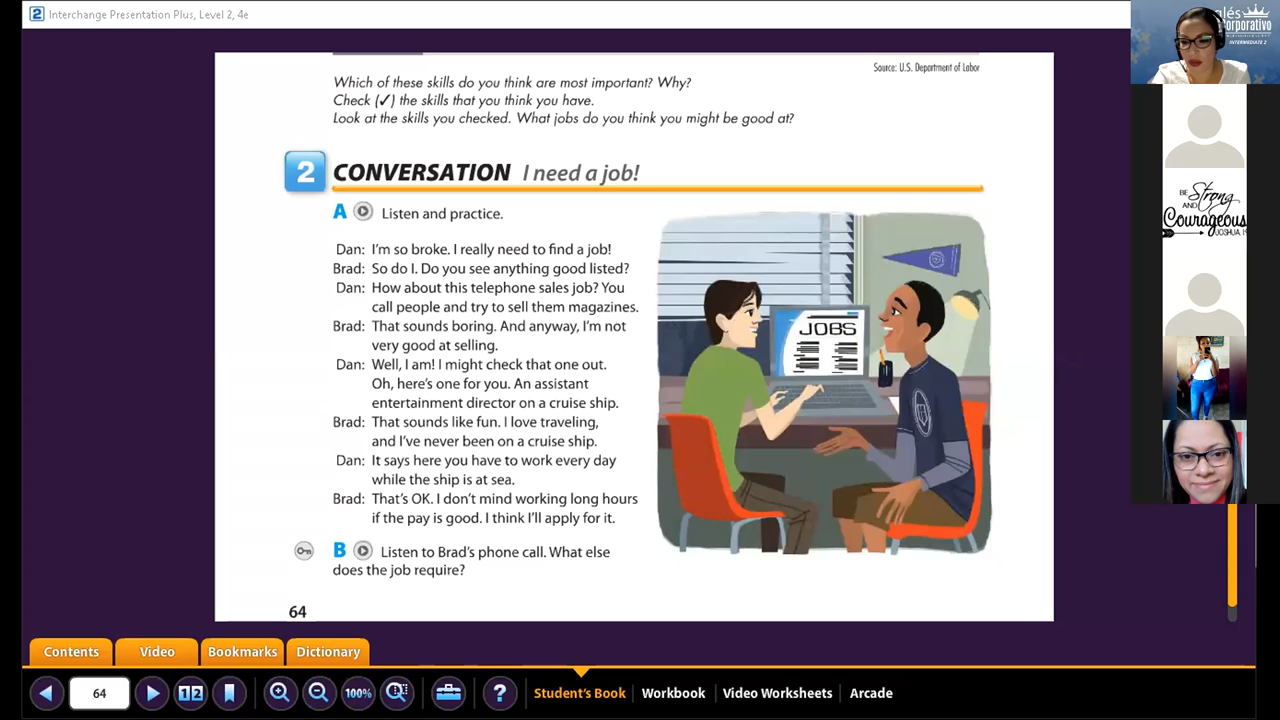 Interchange Presentation Plus, Level 2, 4e
Source: U.S. Department of Labor
Which of these skills do you think are most important? Why?
Check (✓) the skills that you think you have.
Look at the skills you checked. What jobs do you think you might be good at?
2 CONVERSATION I need a job!
A Listen and practice.
Dan: I'm so broke. I really need to find a job!
Brad: So do I. Do you see anything good listed?
Dan: How about this telephone sales job? You
call people and try to sell them magazines.
Brad: That sounds boring. And anyway, I'm not
very good at selling.
Dan: Well, I am! I might check that one out.
Oh, here's one for you. An assistant
entertainment director on a cruise ship.
Brad: That sounds like fun. I love traveling,
and I've never been on a cruise ship.
Dan: It says here you have to work every day
while the ship is at sea.
Brad: That's OK. I don't mind working long hours
if the pay is good. I think I'll apply for it.
JOBS
B Listen to Brad's phone call. What else
does the job require?
64
Contents Video Bookmarks Dictionary
64 1 2 100% ? Student's Book Workbook Video Worksheets Arcade
glés
corporativo
INTERMEDIATE 2
BE
Strong
AND
Courageous
JOSHUA 1